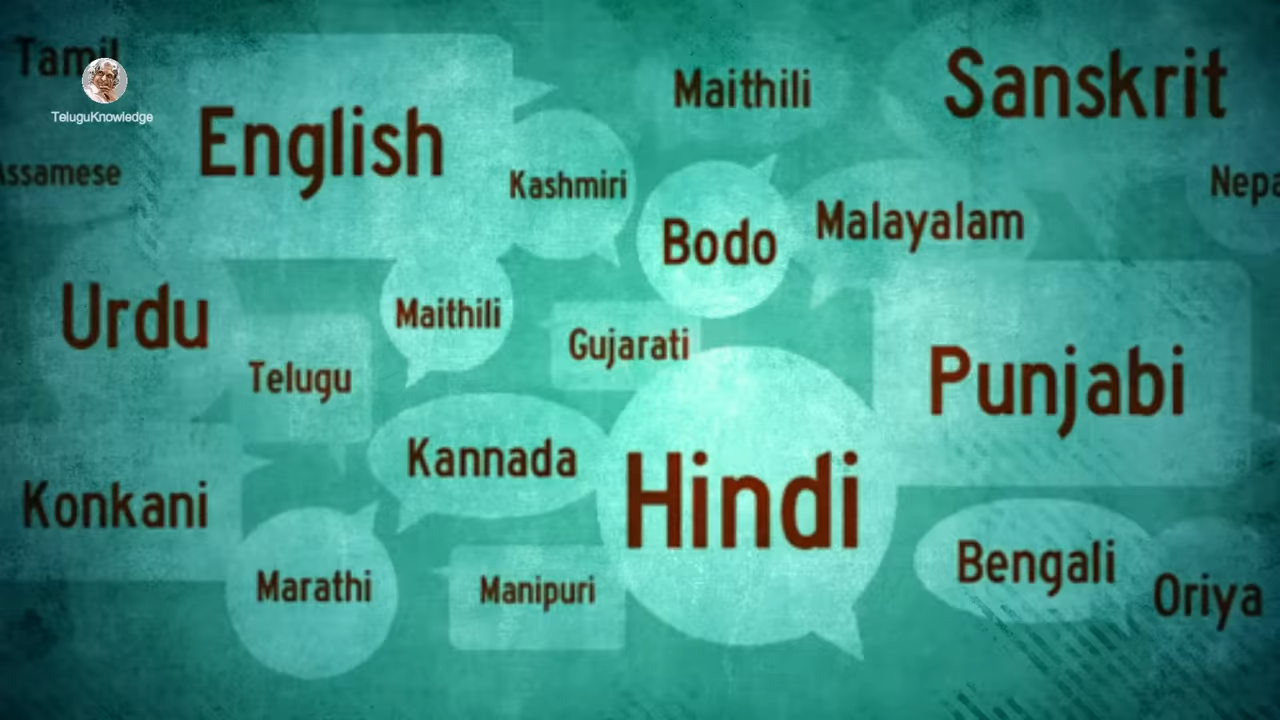 Tamil
TeluguKnowledge
English
Maithili
Sanskrit
Assamese
Kashmiri
Nepa
Bodo
Malayalam
Urdu
Maithili
Gujarati
Telugu
Punjabi
Kannada
Hindi
Konkani
Marathi
Manipuri
Bengali
Oriya